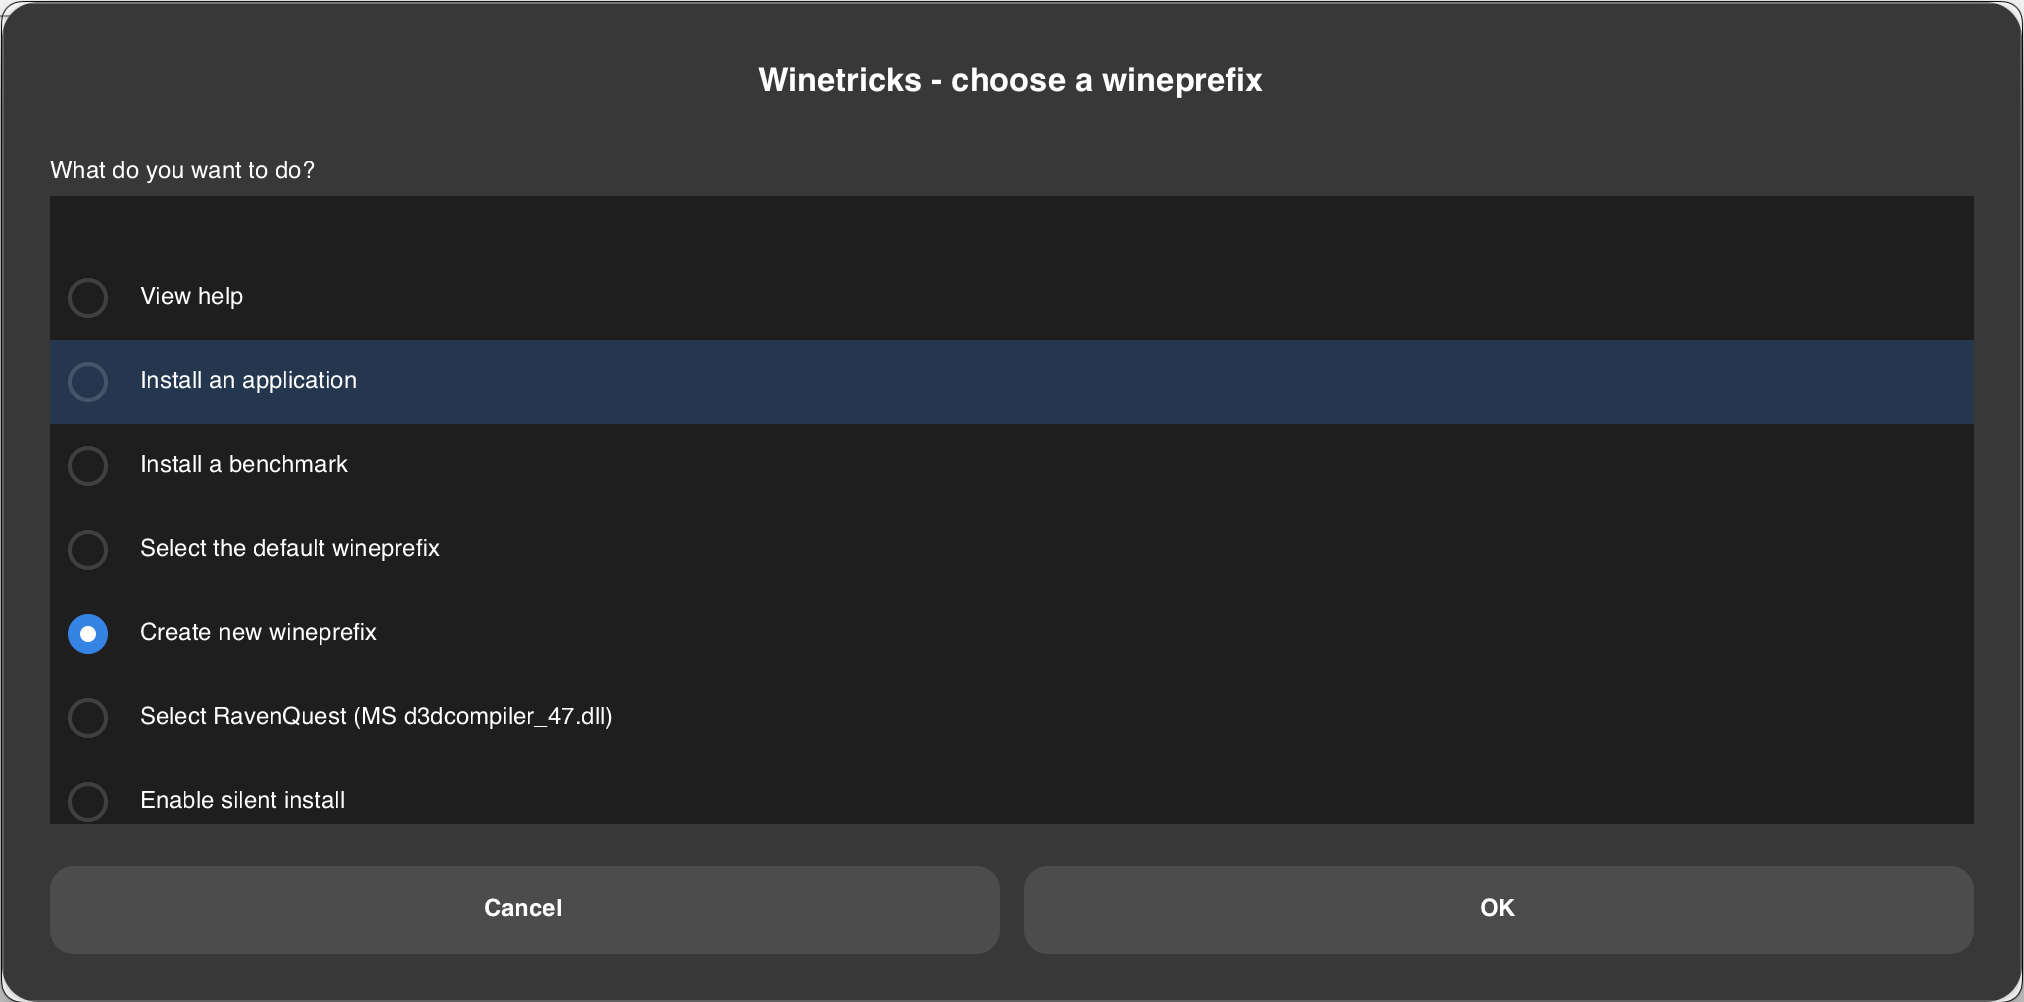 Winetricks - choose a wineprefix
What do you want to do?
View help
Install an application
Install a benchmark
Select the default wineprefix
Create new wineprefix
Select RavenQuest (MS d3dcompiler_47.dll)
Enable silent install
Cancel
OK